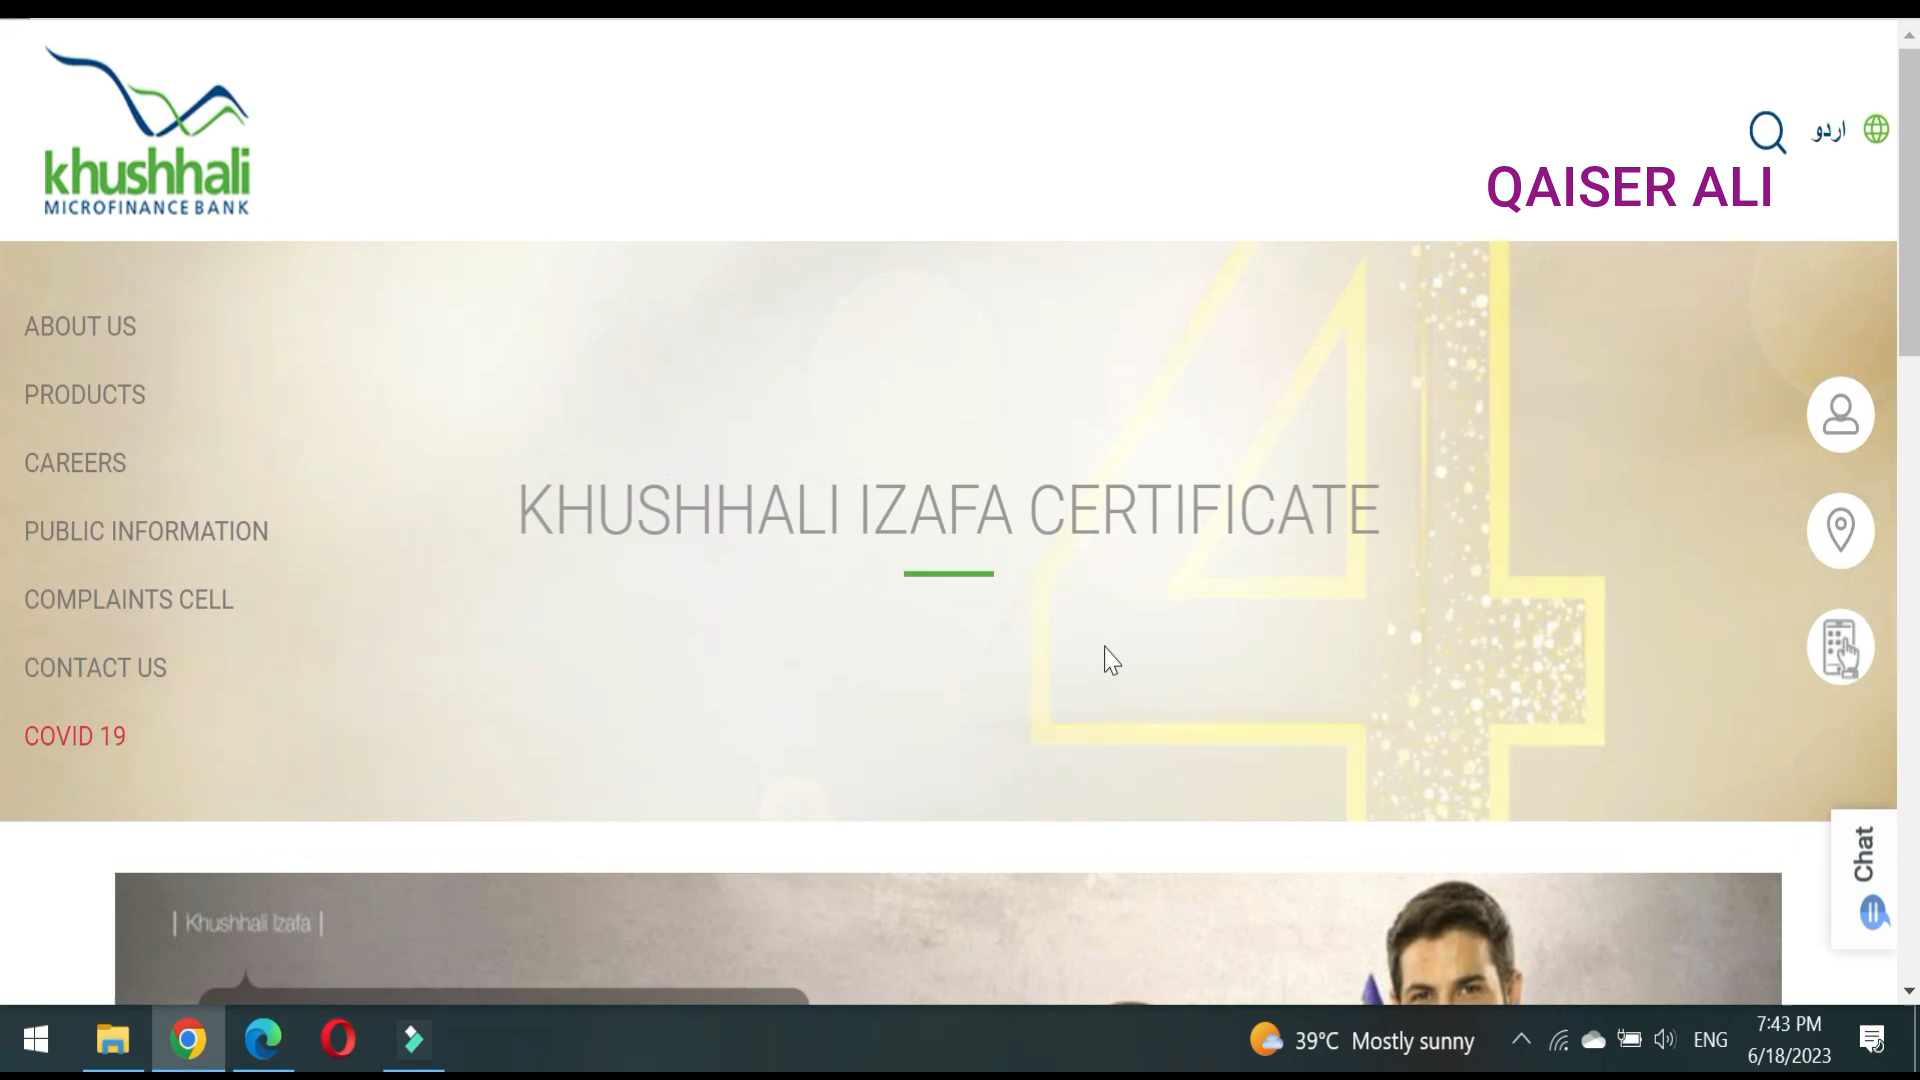 khushhali
MICROFINANCE BANK
اردو
QAISER ALI
ABOUT US
PRODUCTS
CAREERS
PUBLIC INFORMATION
COMPLAINTS CELL
CONTACT US
COVID 19
4
KHUSHHALI IZAFA CERTIFICATE
Chat
| Khushhali Izafa |
39°C Mostly sunny
ENG
7:43 PM
6/18/2023